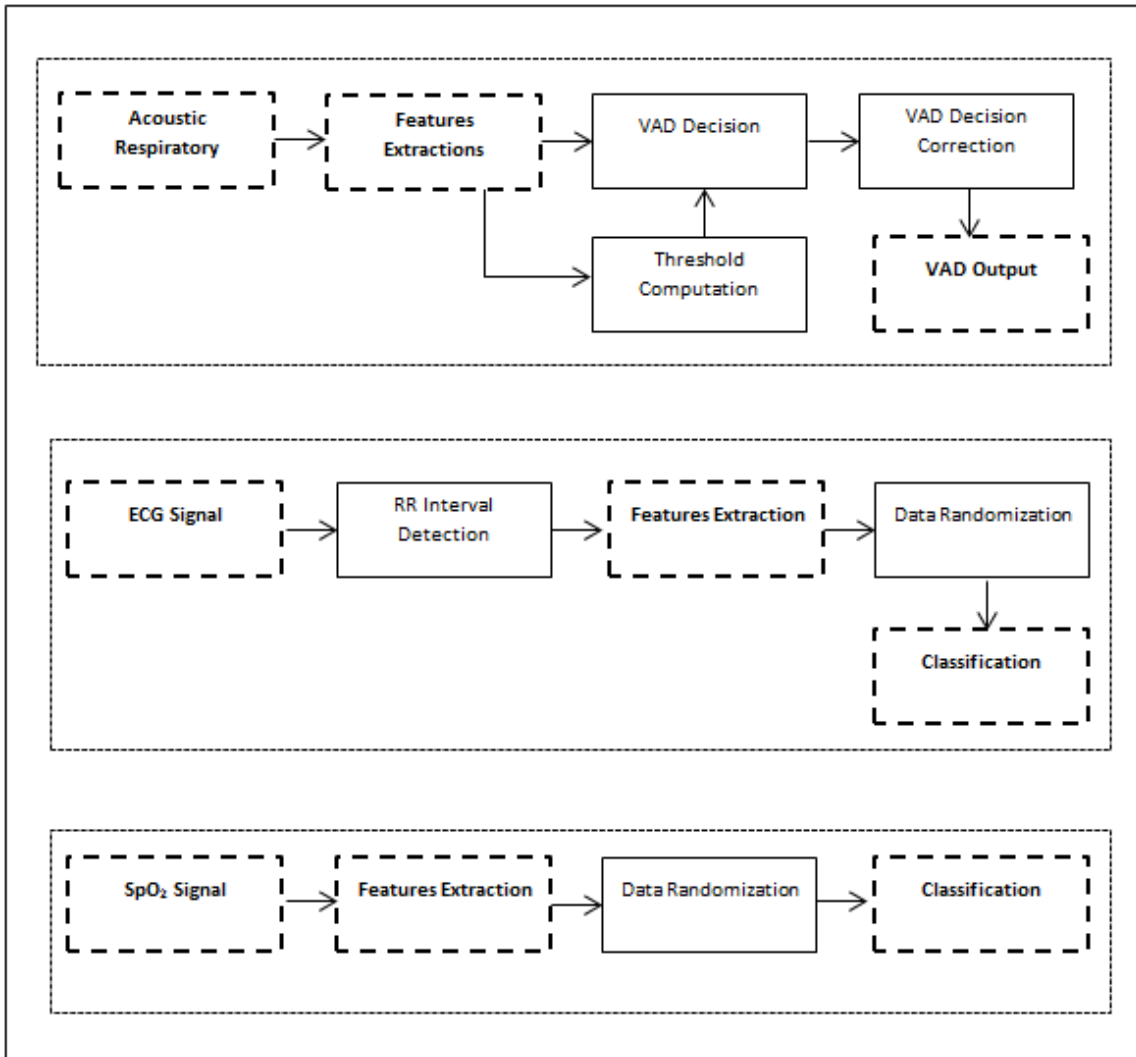 Acoustic
Respiratory
Features
Extractions
VAD Decision
VAD Decision
Correction
Threshold
Computation
VAD Output
ECG Signal
RR Interval
Detection
Features Extraction
Data Randomization
Classification
SpO₂ Signal
Features Extraction
Data Randomization
Classification